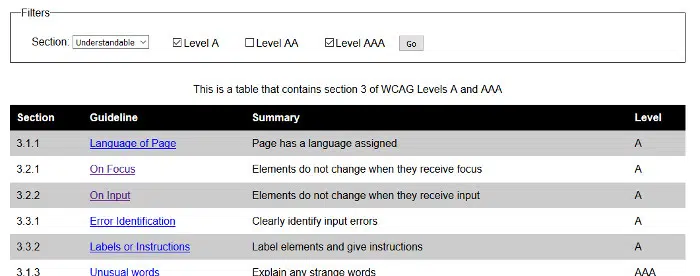 Filters
Section: Understandable Level A Level AA Level AAA Go
This is a table that contains section 3 of WCAG Levels A and AAA
Section Guideline Summary Level
3.1.1 Language of Page Page has a language assigned A
3.2.1 On Focus Elements do not change when they receive focus A
3.2.2 On Input Elements do not change when they receive input A
3.3.1 Error Identification Clearly identify input errors A
3.3.2 Labels or Instructions Label elements and give instructions A
3.1.3 Unusual words Explain any strange words AAA